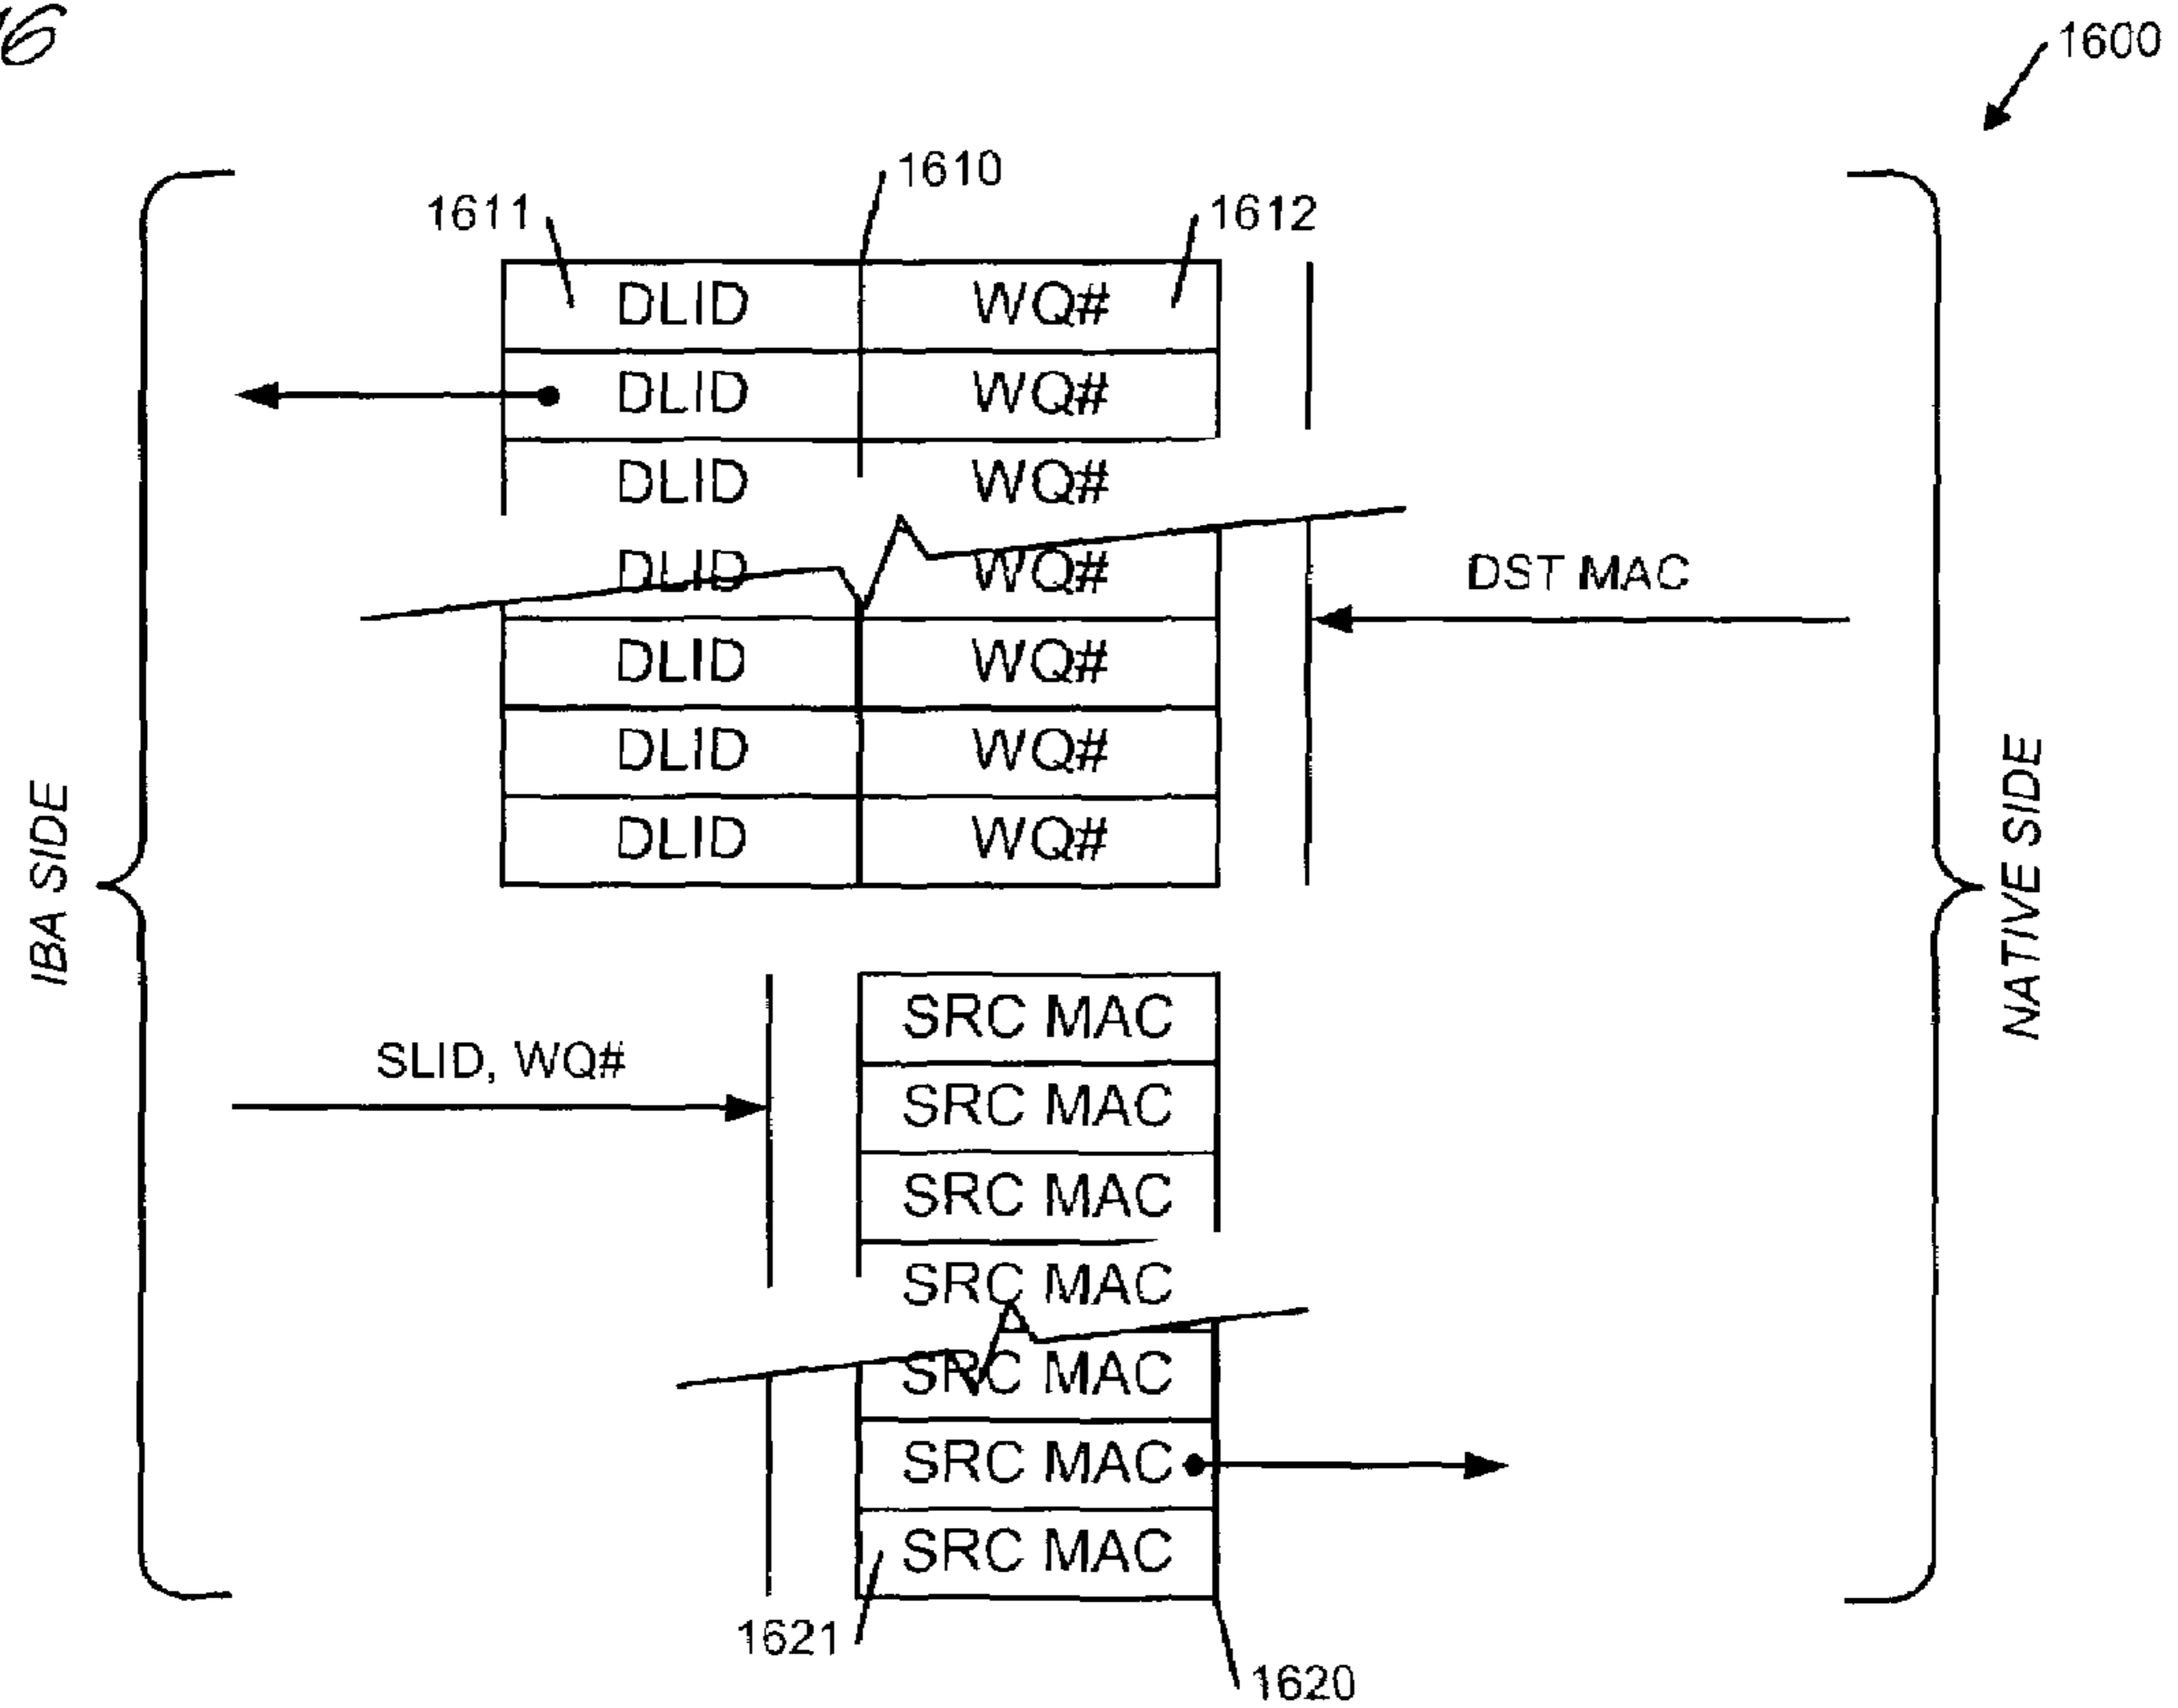 16
1600
1610
1611
1612
DLID WQ#
DLID WQ#
DLID WQ#
DLID WQ#
DST MAC
DLID WQ#
DLID WQ#
DLID WQ#
IBA SIDE
NATIVE SIDE
SRC MAC
SLID, WQ#
SRC MAC
SRC MAC
SRC MAC
SRC MAC
SRC MAC
SRC MAC
1621
1620